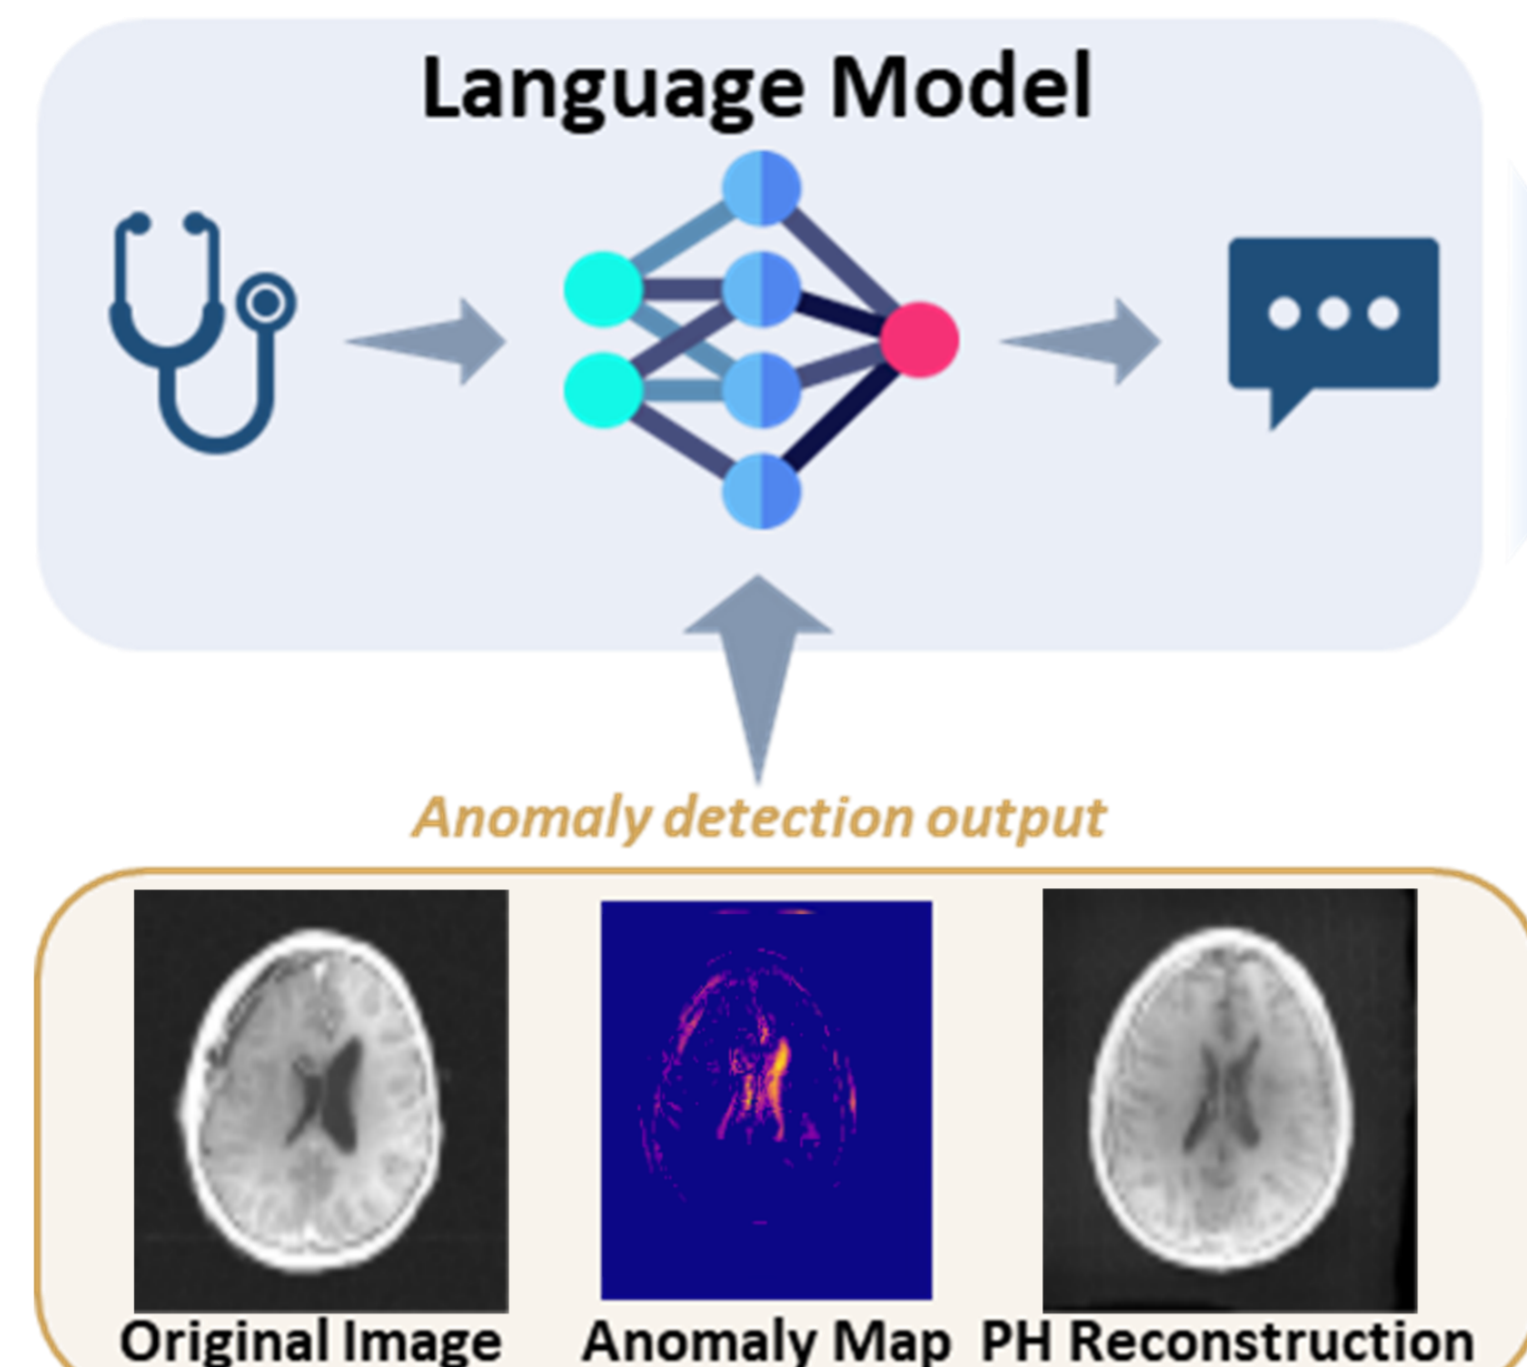 Language Model
Anomaly detection output
Original Image
Anomaly Map
PH Reconstruction